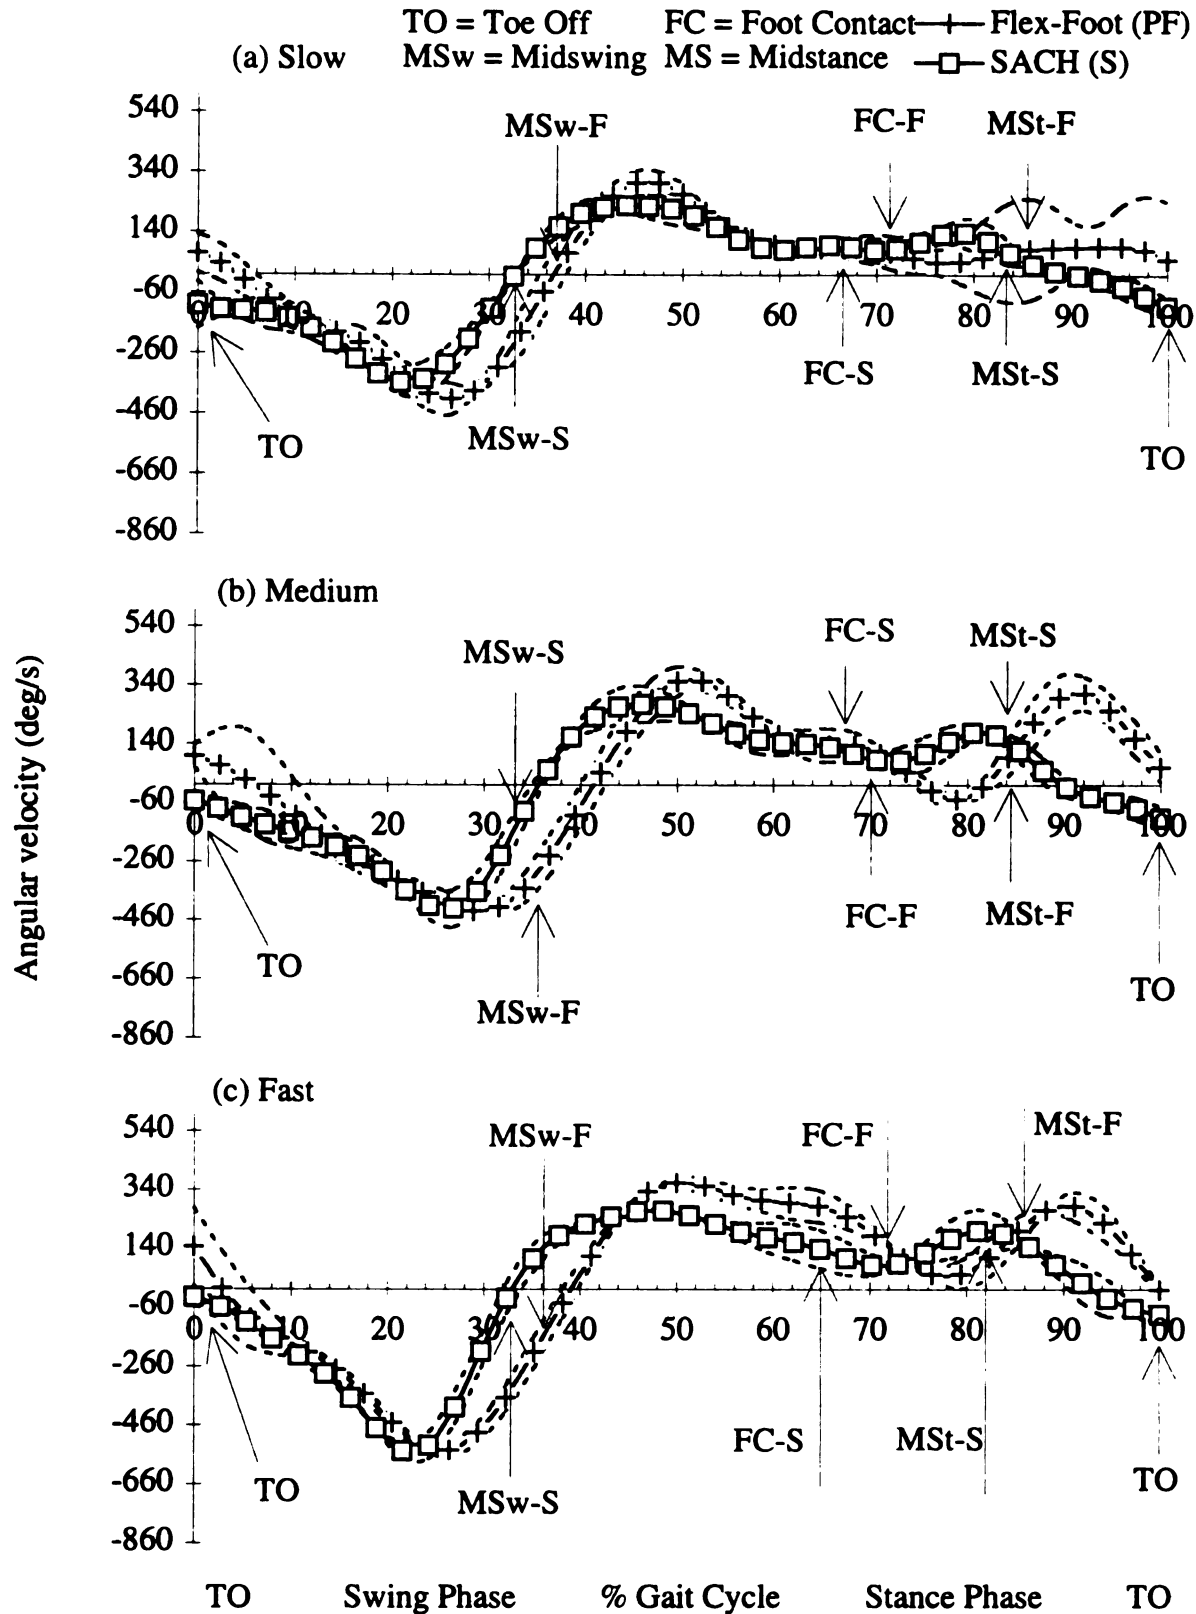 TO = Toe Off FC = Foot Contact Flex-Foot (PF)
(a) Slow MSw = Midswing MS = Midstance SACH (S)
540
MSw-F FC-F MSt-F
340
140
-60
0 10 20 30 40 50 60 70 80 90 100
-260
FC-S MSt-S
-460
TO MSw-S TO
-660
-860
(b) Medium
540
MSw-S FC-S MSt-S
340
140
-60
0 10 20 30 40 50 60 70 80 90 100
-260
-460
FC-F MSt-F
TO
-660
TO
MSw-F
-860
Angular velocity (deg/s)
(c) Fast
540
MSw-F FC-F MSt-F
340
140
-60
0 10 20 30 40 50 60 70 80 90 100
-260
-460
FC-S MSt-S
-660
TO MSw-S TO
-860
TO Swing Phase % Gait Cycle Stance Phase TO